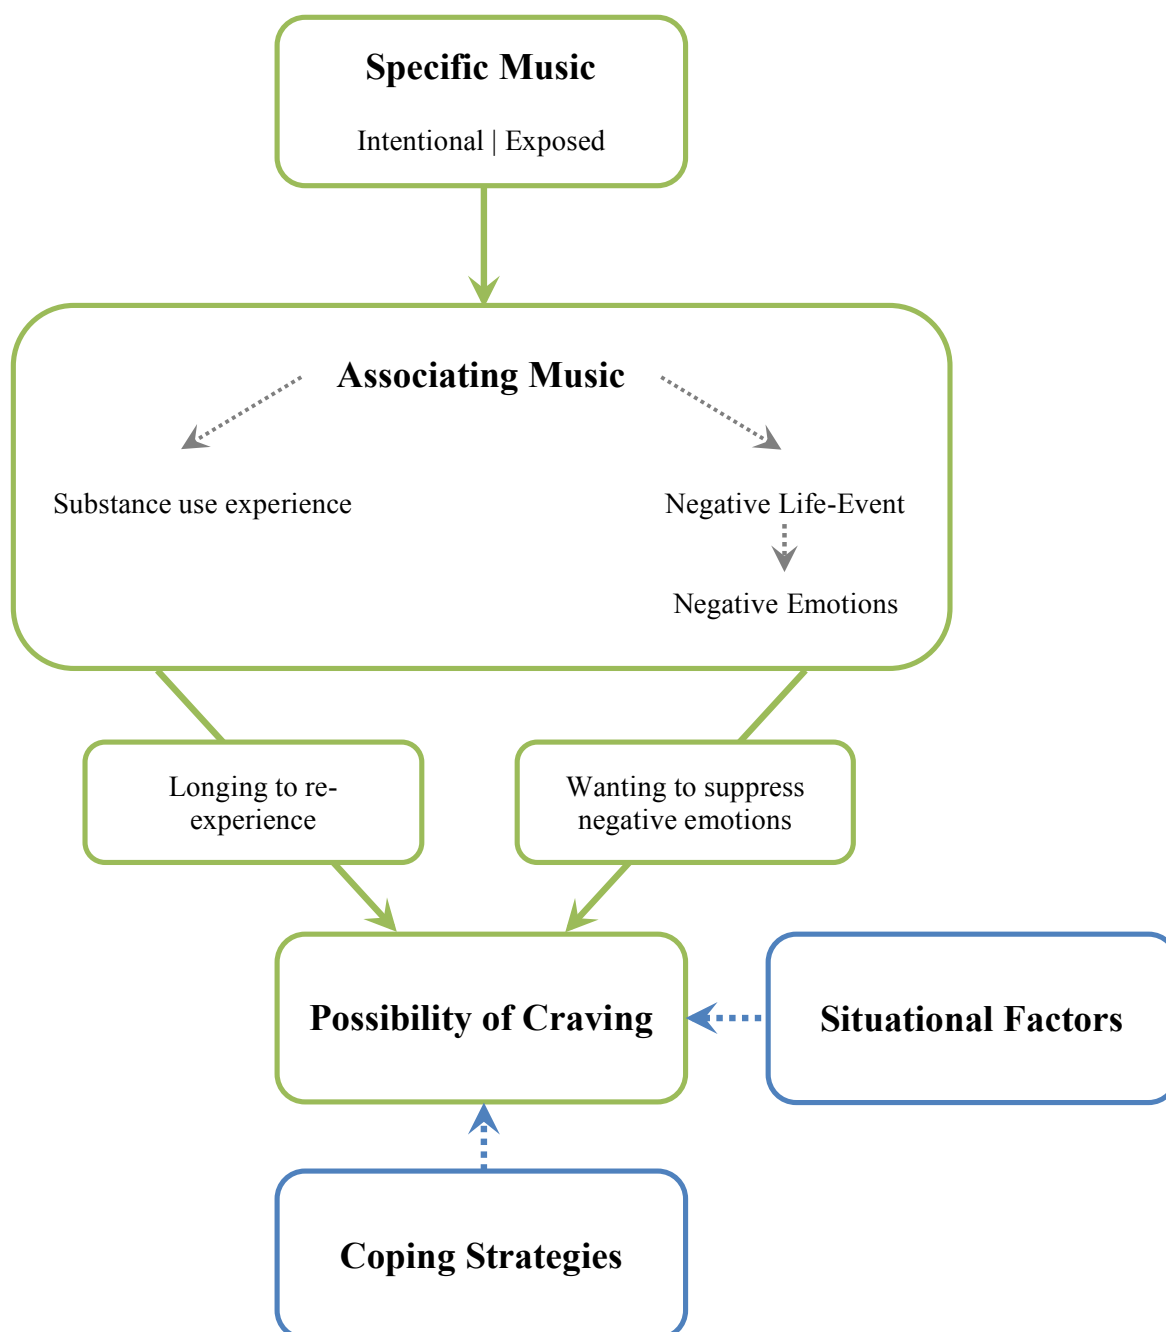 Specific Music
Intentional | Exposed
Associating Music
Substance use experience
Negative Life-Event
Negative Emotions
Longing to re-
experience
Wanting to suppress
negative emotions
Possibility of Craving
Situational Factors
Coping Strategies